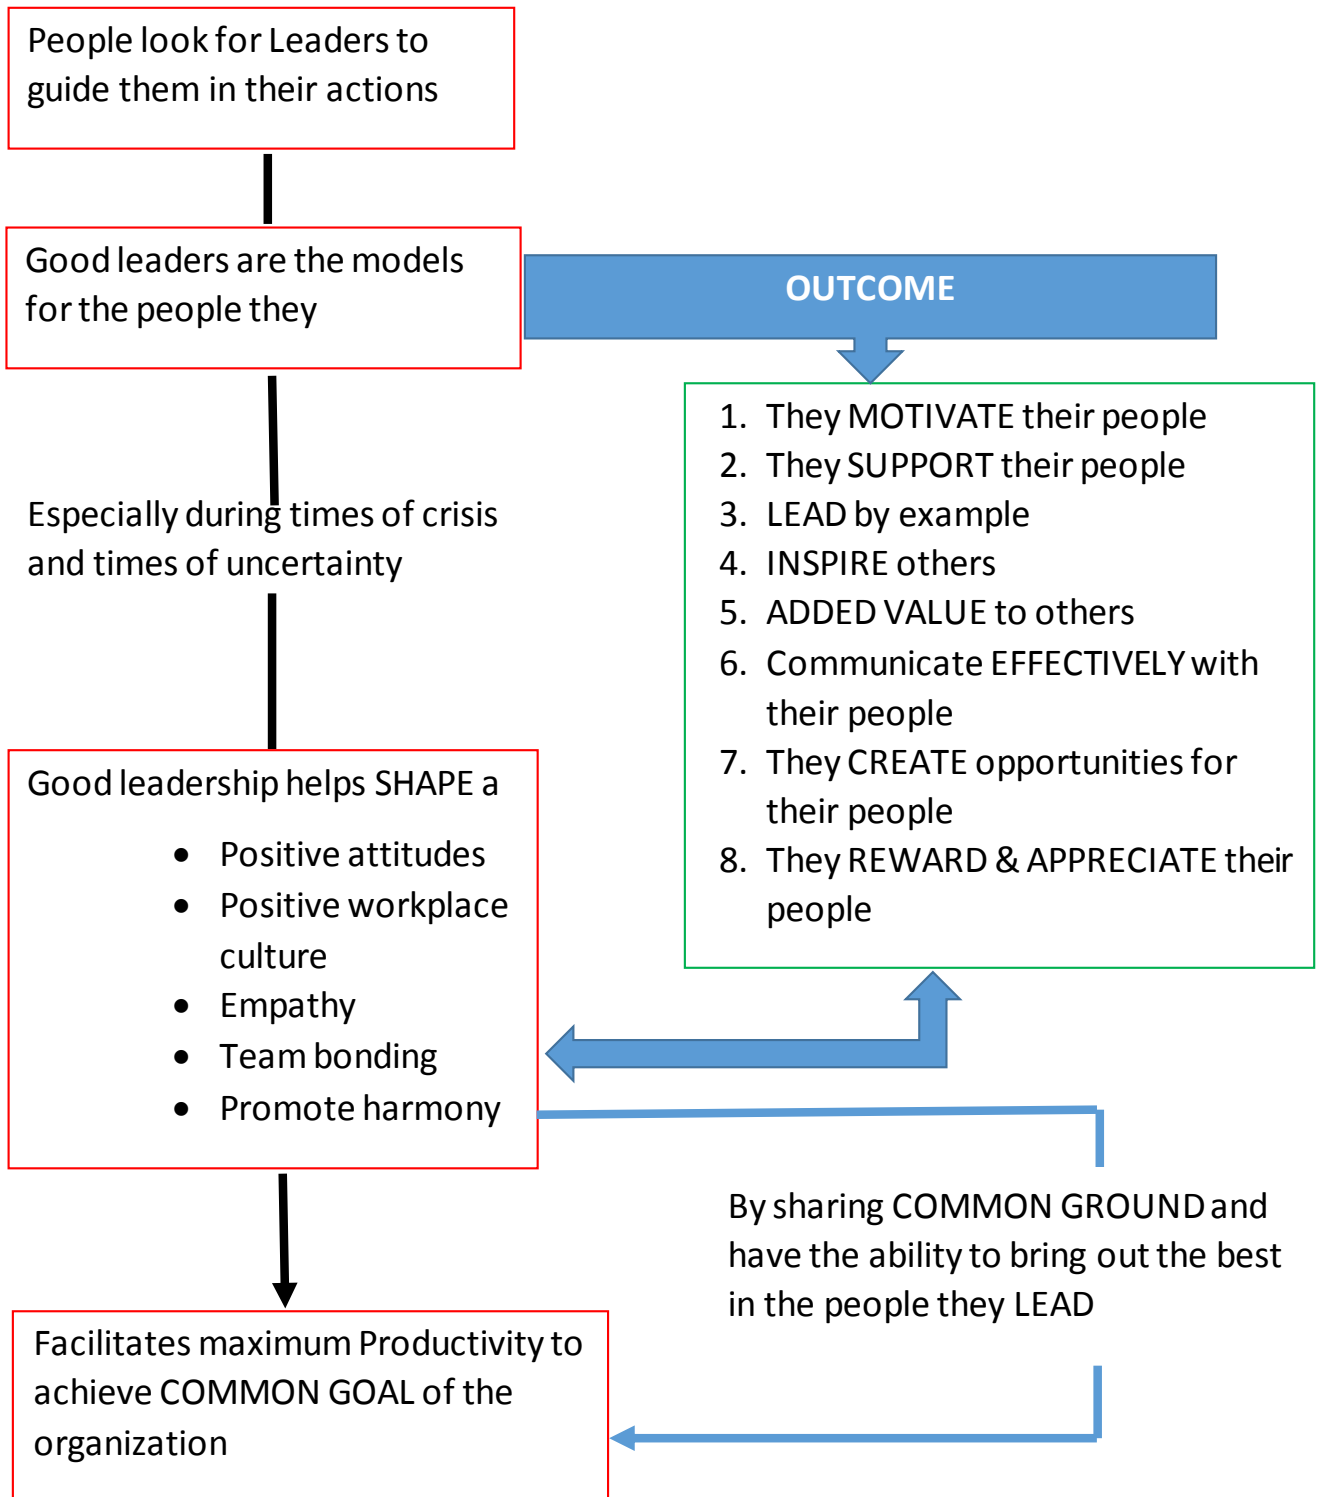 People look for Leaders to
guide them in their actions
Good leaders are the models
for the people they
OUTCOME
1. They MOTIVATE their people
2. They SUPPORT their people
3. LEAD by example
4. INSPIRE others
5. ADDED VALUE to others
6. Communicate EFFECTIVELY with
their people
7. They CREATE opportunities for
their people
8. They REWARD & APPRECIATE their
people
Especially during times of crisis
and times of uncertainty
Good leadership helps SHAPE a
• Positive attitudes
• Positive workplace
culture
• Empathy
• Team bonding
• Promote harmony
By sharing COMMON GROUND and
have the ability to bring out the best
in the people they LEAD
Facilitates maximum Productivity to
achieve COMMON GOAL of the
organization